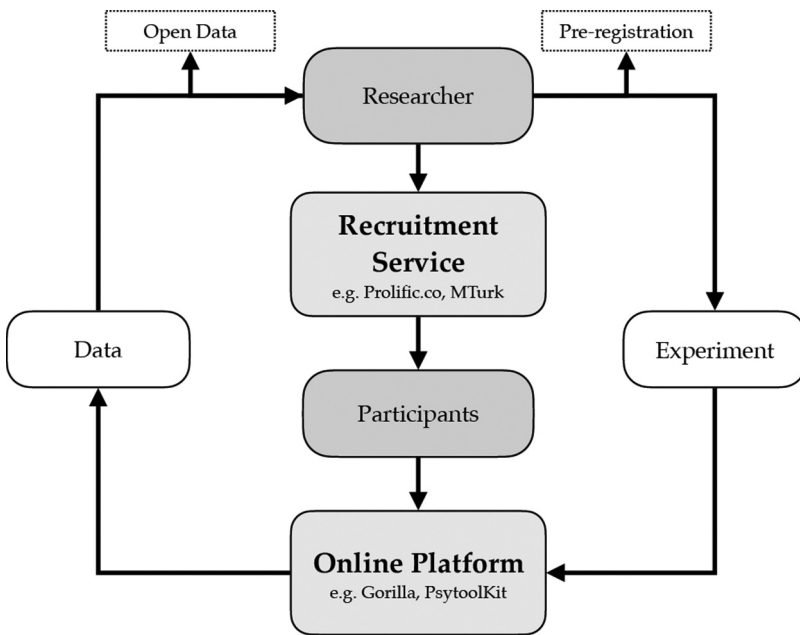 Open Data
Pre-registration
Researcher
Recruitment
Service
e.g. Prolific.co, MTurk
Data
Experiment
Participants
Online Platform
e.g. Gorilla, PsytoolKit